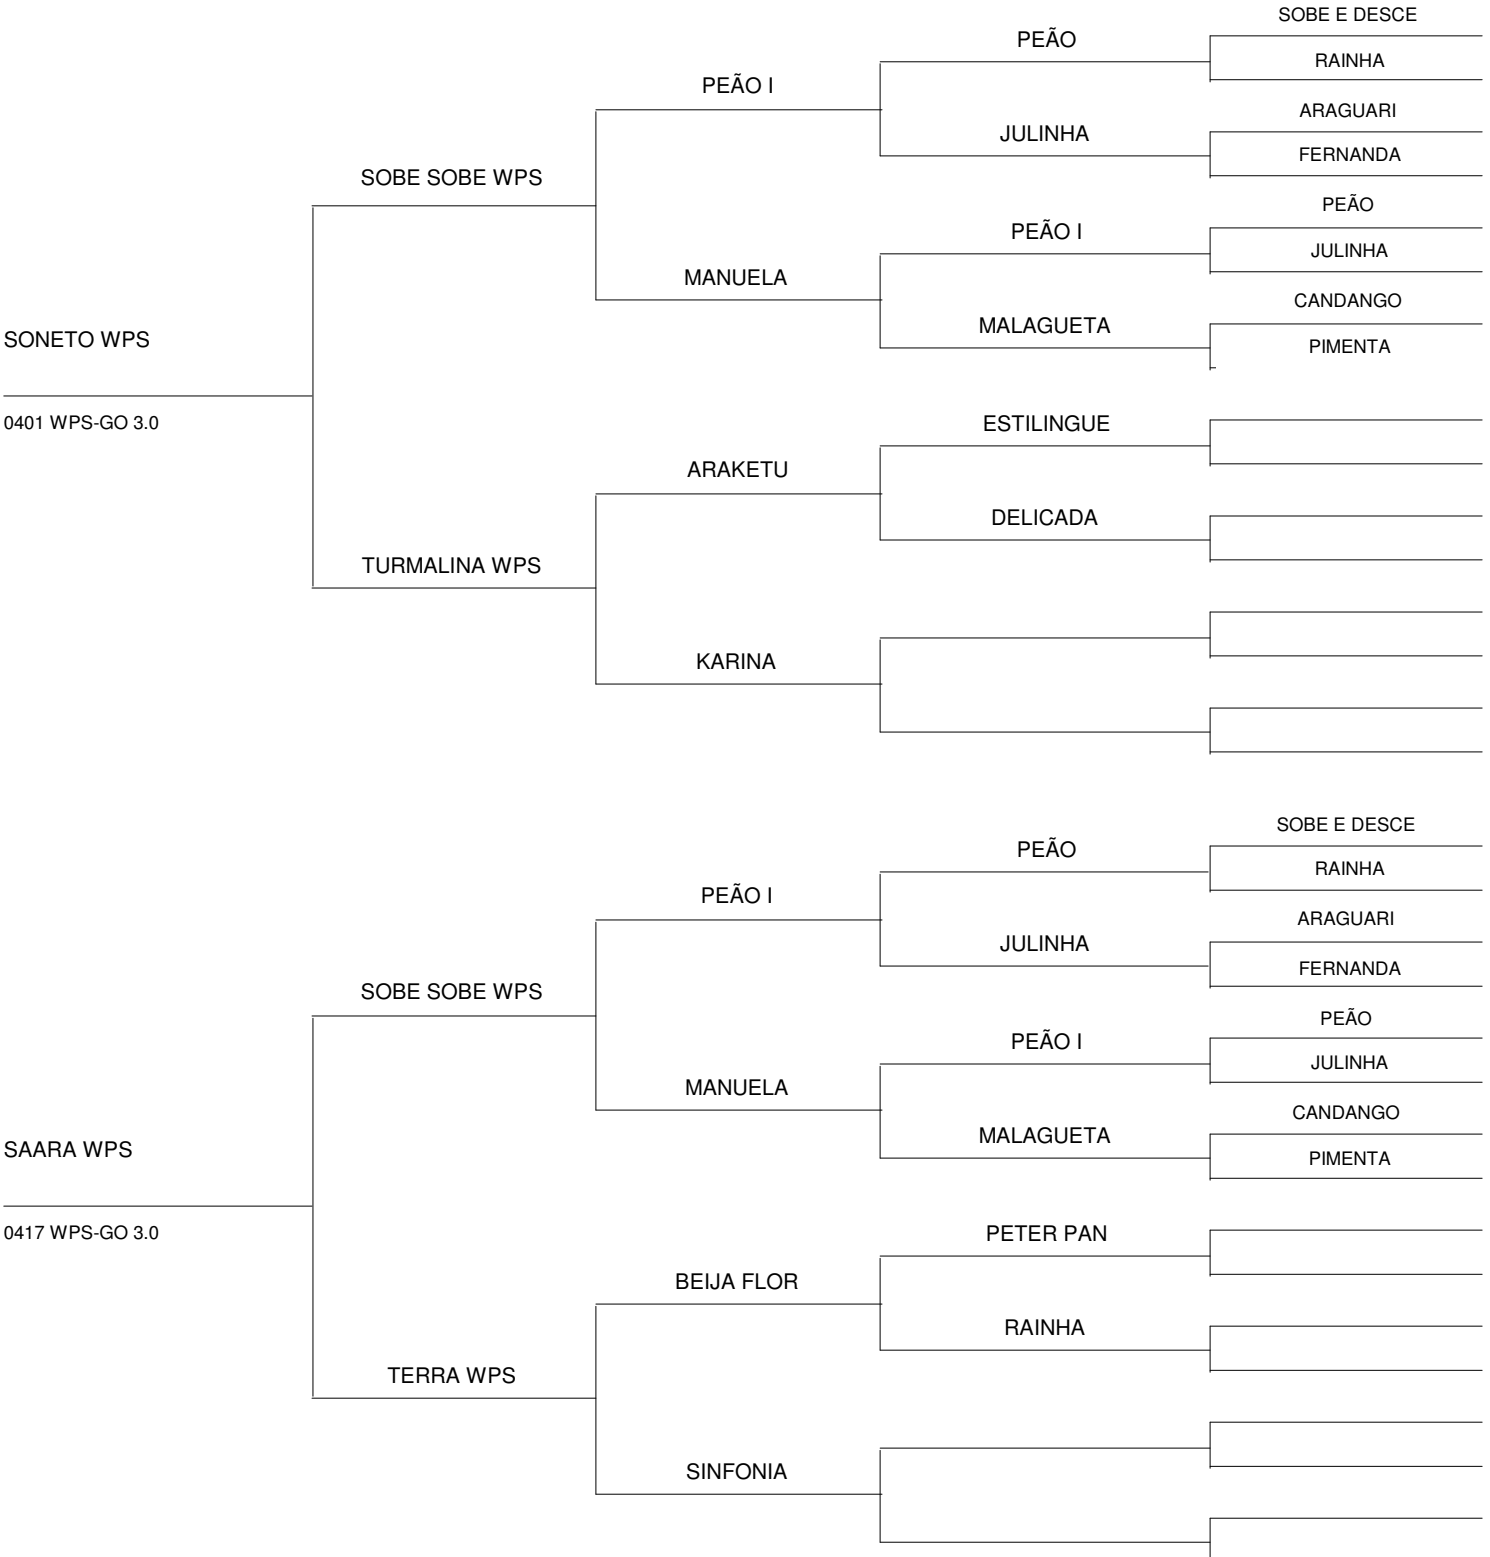 SOBE E DESCE
PEÃO
RAINHA
PEÃO I
ARAGUARI
JULINHA
FERNANDA
SOBE SOBE WPS
PEÃO
PEÃO I
JULINHA
MANUELA
CANDANGO
MALAGUETA
SONETO WPS
PIMENTA
0401 WPS-GO 3.0
ESTILINGUE
ARAKETU
DELICADA
TURMALINA WPS
KARINA
SOBE E DESCE
PEÃO
RAINHA
PEÃO I
ARAGUARI
JULINHA
FERNANDA
SOBE SOBE WPS
PEÃO
PEÃO I
JULINHA
MANUELA
CANDANGO
MALAGUETA
SAARA WPS
PIMENTA
0417 WPS-GO 3.0
PETER PAN
BEIJA FLOR
RAINHA
TERRA WPS
SINFONIA